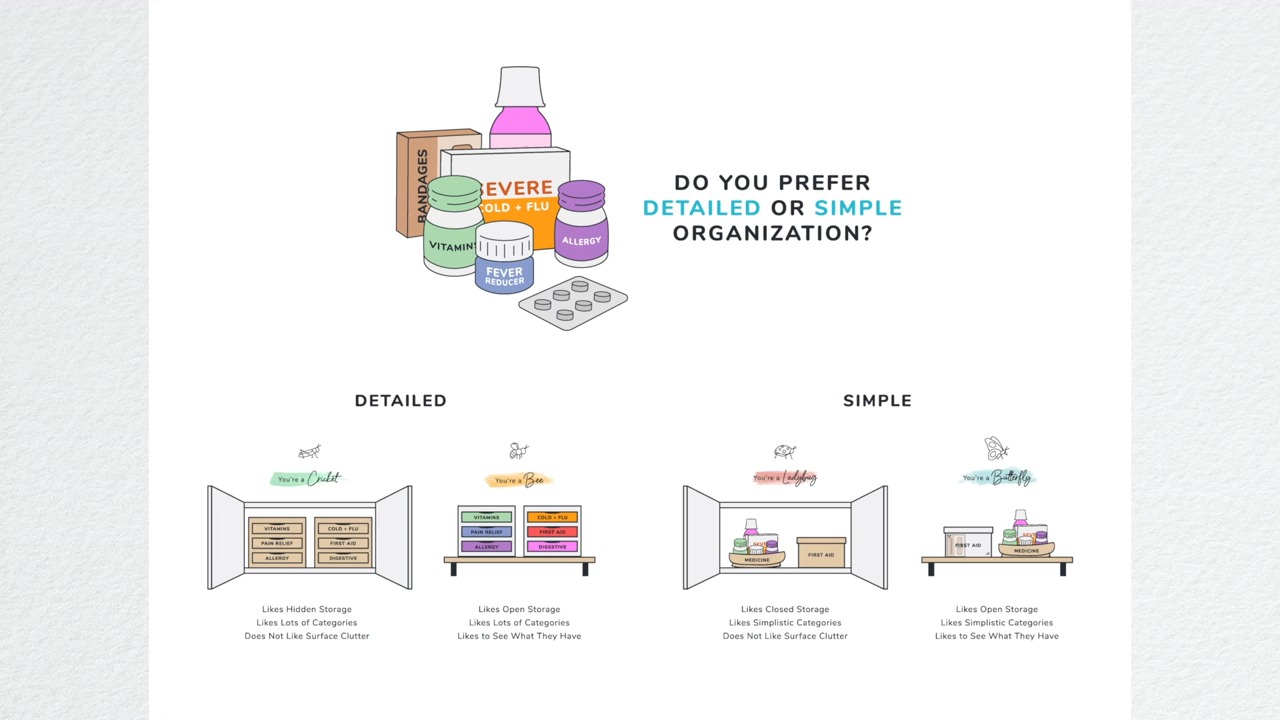 BANDAGES
SEVERE
COLD + FLU
VITAMINS
FEVER
REDUCER
ALLERGY
DO YOU PREFER
DETAILED OR SIMPLE
ORGANIZATION?
DETAILED
SIMPLE
You're a Cricket
You're a Bee
You're a Ladybug
You're a Butterfly
VITAMINS
PAIN RELIEF
ALLERGY
COLD + FLU
FIRST AID
DIGESTIVE
VITAMINS
PAIN RELIEF
ALLERGY
COLD + FLU
FIRST AID
DIGESTIVE
MEDICINE
FIRST AID
FIRST AID
MEDICINE
Likes Hidden Storage
Likes Lots of Categories
Does Not Like Surface Clutter
Likes Open Storage
Likes Lots of Categories
Likes to See What They Have
Likes Closed Storage
Likes Simplistic Categories
Does Not Like Surface Clutter
Likes Open Storage
Likes Simplistic Categories
Likes to See What They Have